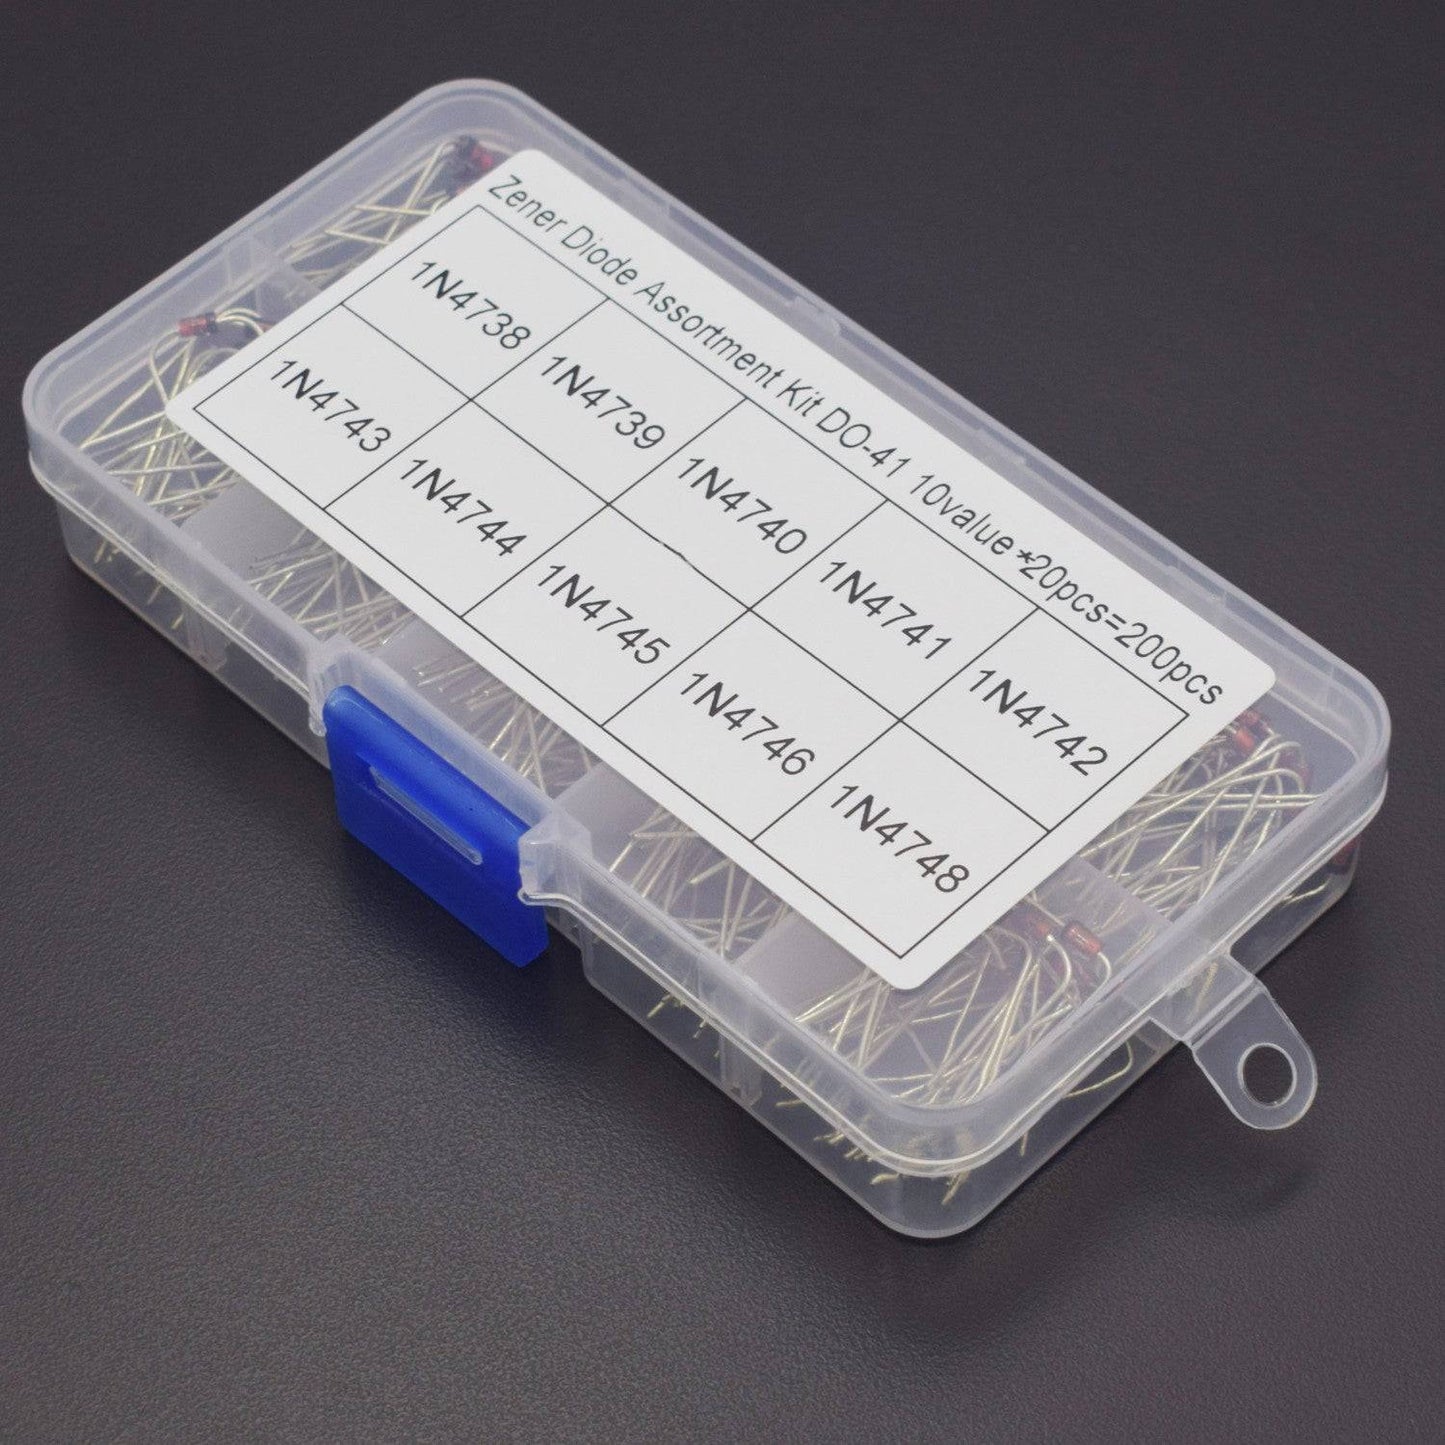 Zener Diode Assortment Kit DO-41 10value*20pcs=200pcs
1N4738 1N4739 1N4740 1N4741 1N4742
1N4743 1N4744 1N4745 1N4746 1N4748